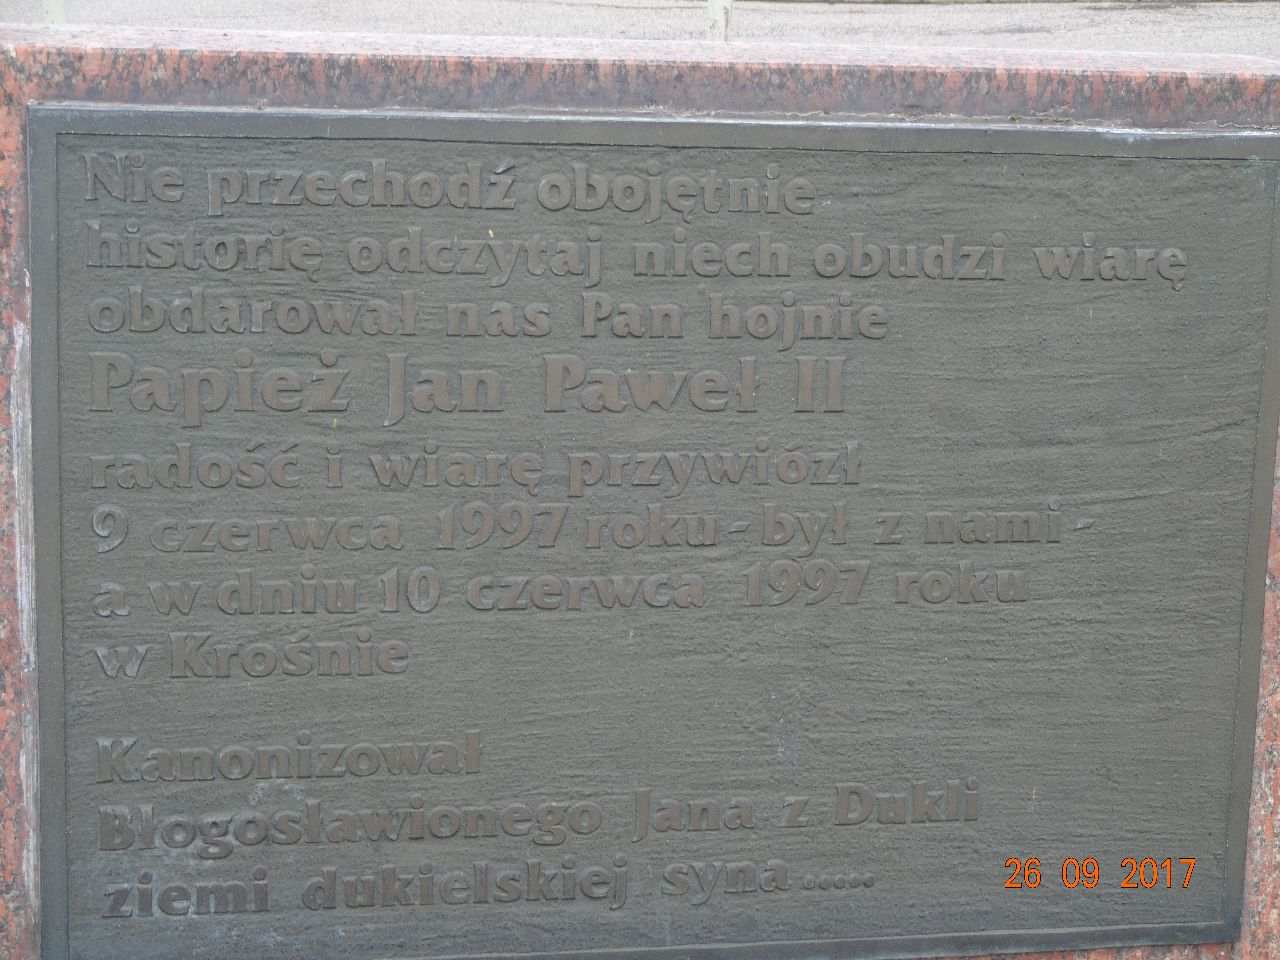 Nie przechodź obojętnie
historię odczytaj niech obudzi wiarę
obdarował nas Pan hojnie
Papież Jan Paweł II
radość i wiarę przywiózł
9 czerwca 1997 roku - był z nami -
a w dniu 10 czerwca 1997 roku
w Krośnie
Kanonizował
Błogosławionego Jana z Dukli
ziemi dukielskiej syna.....
26 09 2017